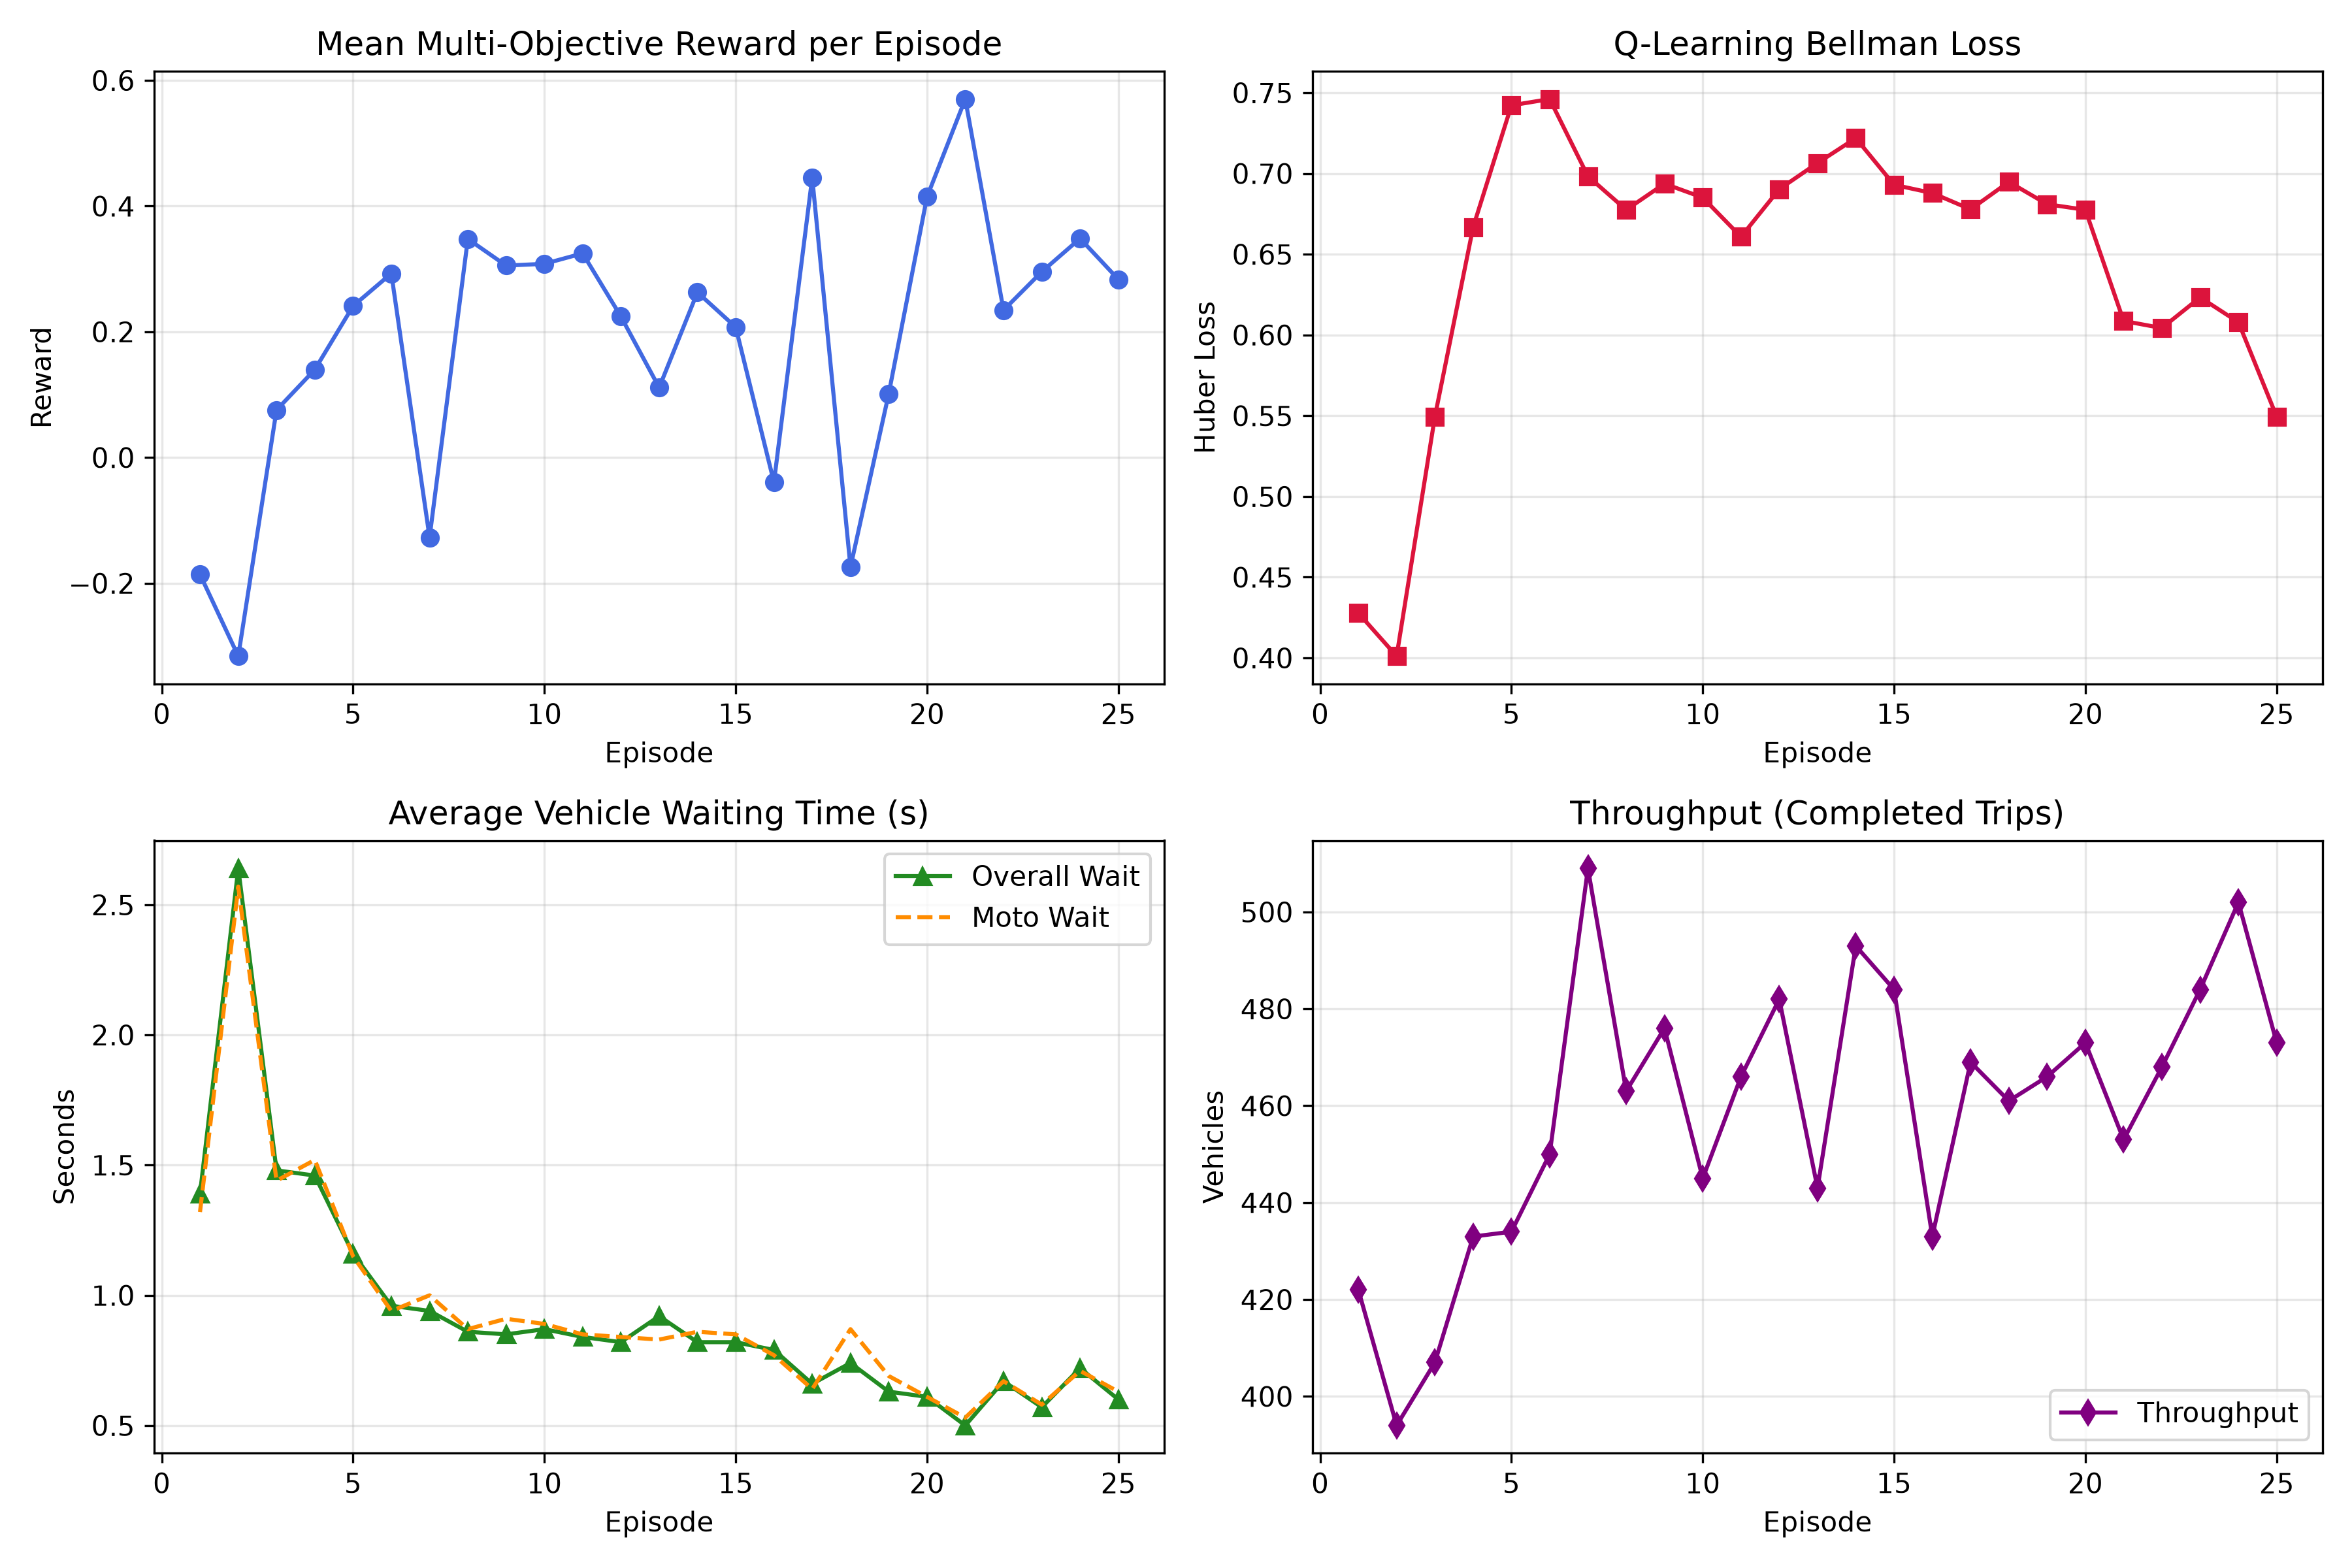 Mean Multi-Objective Reward per Episode
Reward
0.6
0.4
0.2
0.0
−0.2
0 5 10 15 20 25
Episode
Q-Learning Bellman Loss
Huber Loss
0.75
0.70
0.65
0.60
0.55
0.50
0.45
0.40
0 5 10 15 20 25
Episode
Average Vehicle Waiting Time (s)
Overall Wait
Moto Wait
Seconds
2.5
2.0
1.5
1.0
0.5
0 5 10 15 20 25
Episode
Throughput (Completed Trips)
Vehicles
500
480
460
440
420
400
Throughput
0 5 10 15 20 25
Episode